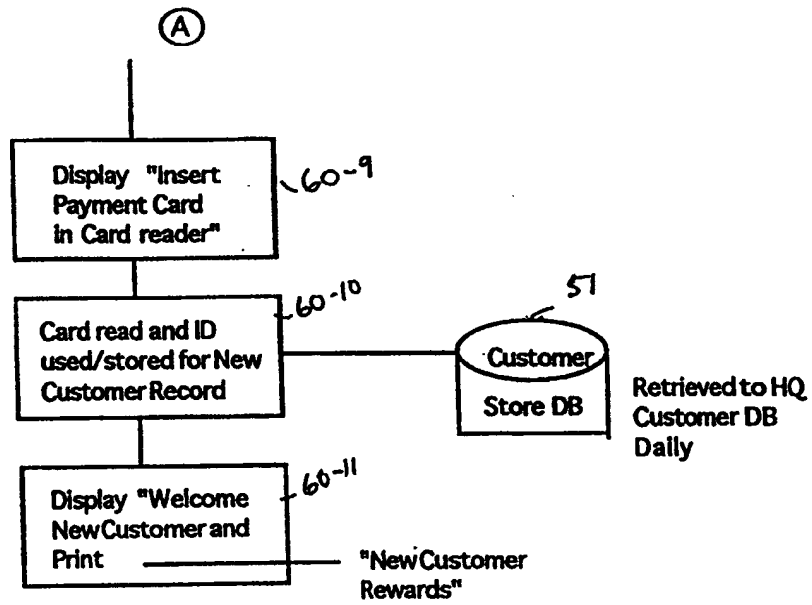 A
Display "Insert
Payment Card
in Card reader"
60-9
Card read and ID
used/stored for New
Customer Record
60-10
51
Customer
Store DB
Retrieved to HQ
Customer DB
Daily
Display "Welcome
New Customer and
Print
60-11
"New Customer
Rewards"